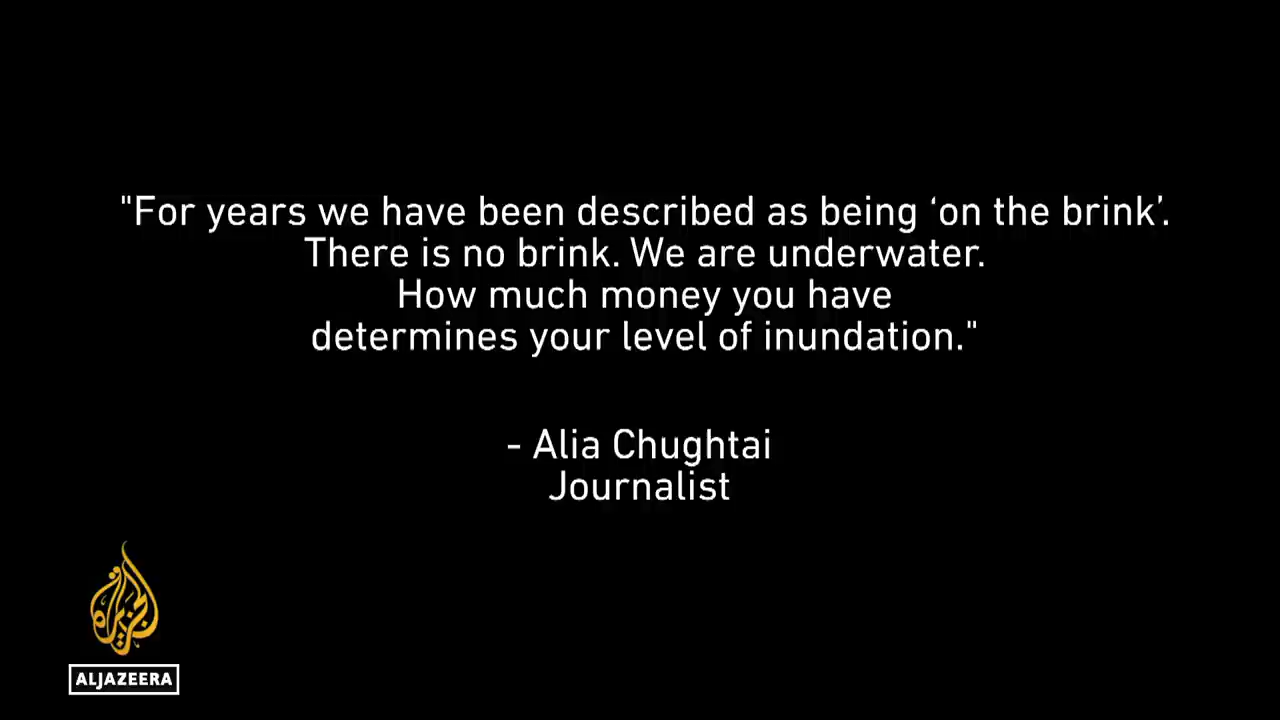 "For years we have been described as being ‘on the brink’.
There is no brink. We are underwater.
How much money you have
determines your level of inundation."
- Alia Chughtai
Journalist
الجزيرة
ALJAZEERA